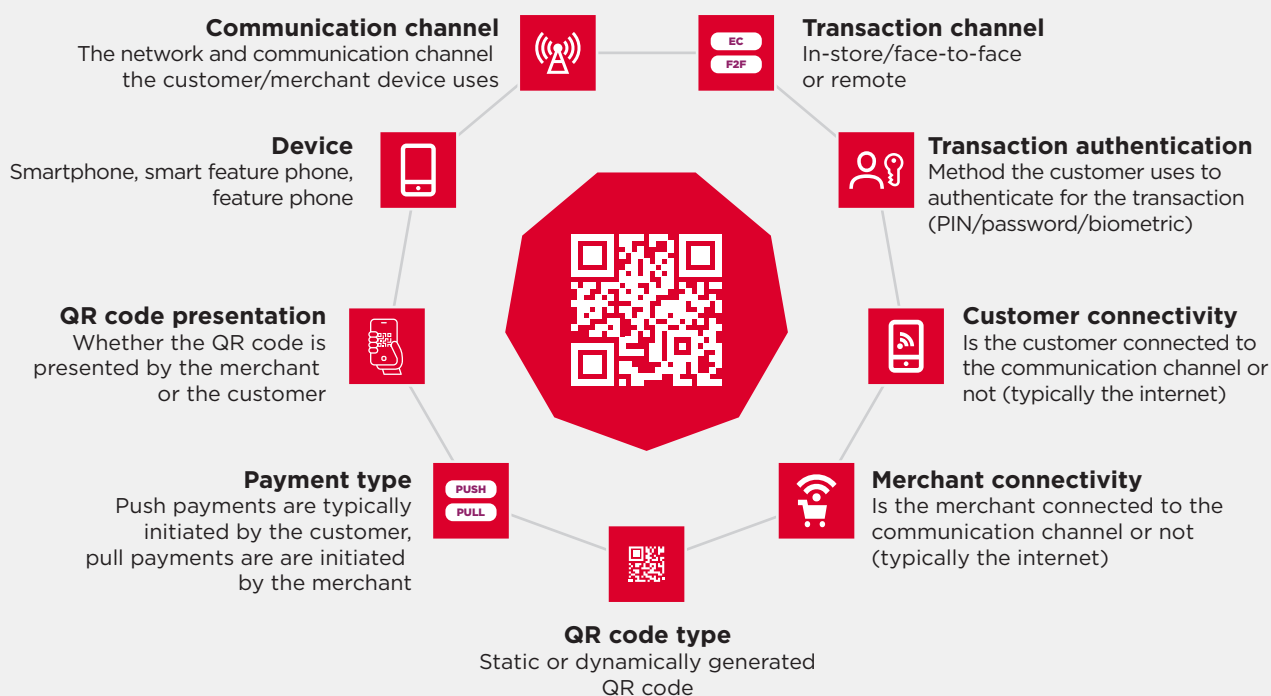 Communication channel
The network and communication channel
the customer/merchant device uses
EC
F2F
Transaction channel
In-store/face-to-face
or remote
Device
Smartphone, smart feature phone,
feature phone
Transaction authentication
Method the customer uses to
authenticate for the transaction
(PIN/password/biometric)
QR code presentation
Whether the QR code is
presented by the merchant
or the customer
Customer connectivity
Is the customer connected to
the communication channel or
not (typically the internet)
Payment type
Push payments are typically
initiated by the customer,
pull payments are are initiated
by the merchant
PUSH
PULL
Merchant connectivity
Is the merchant connected to the
communication channel or not
(typically the internet)
QR code type
Static or dynamically generated
QR code